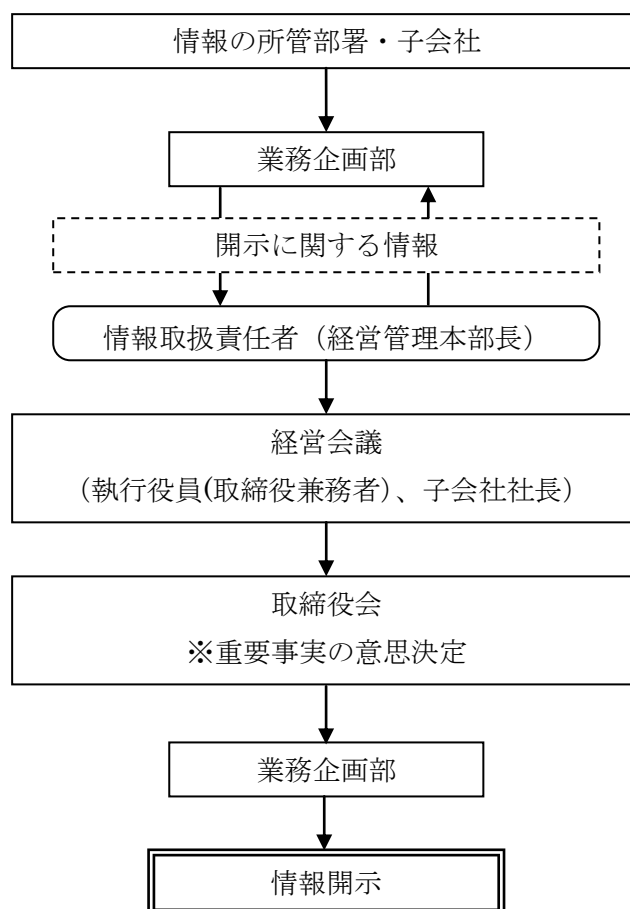 情報の所管部署・子会社
業務企画部
開示に関する情報
情報取扱責任者（経営管理本部長）
経営会議
（執行役員(取締役兼務者)、子会社社長）
取締役会
※重要事実の意思決定
業務企画部
情報開示